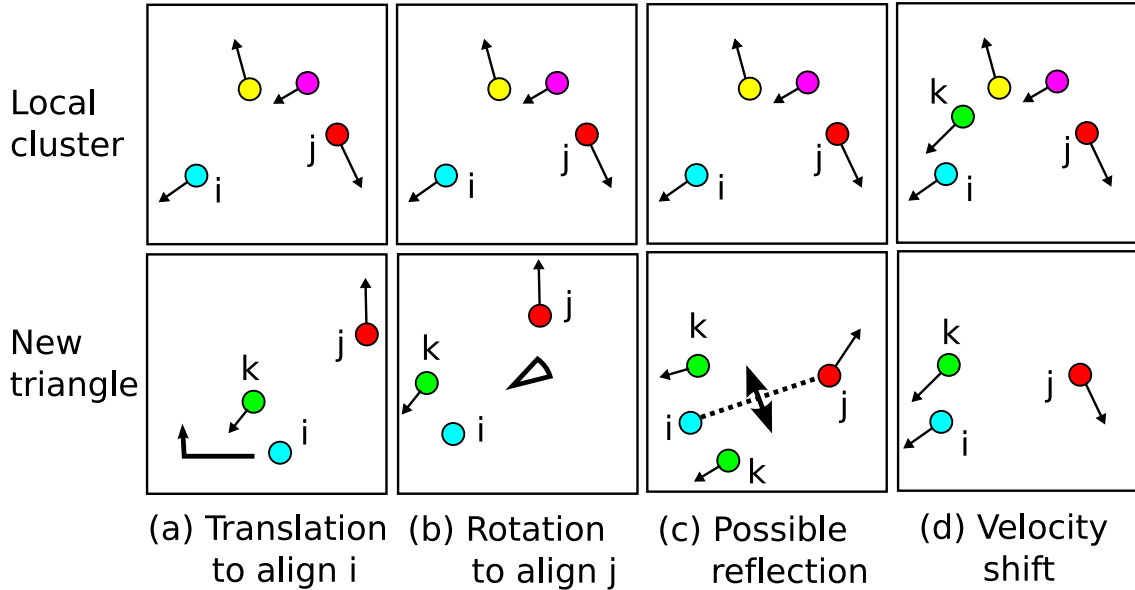 Local
cluster
j
i
j
i
j
i
k
j
i
New
triangle
j
k
i
j
k
i
k
i
j
k
k
j
i
(a) Translation
to align i
(b) Rotation
to align j
(c) Possible
reflection
(d) Velocity
shift